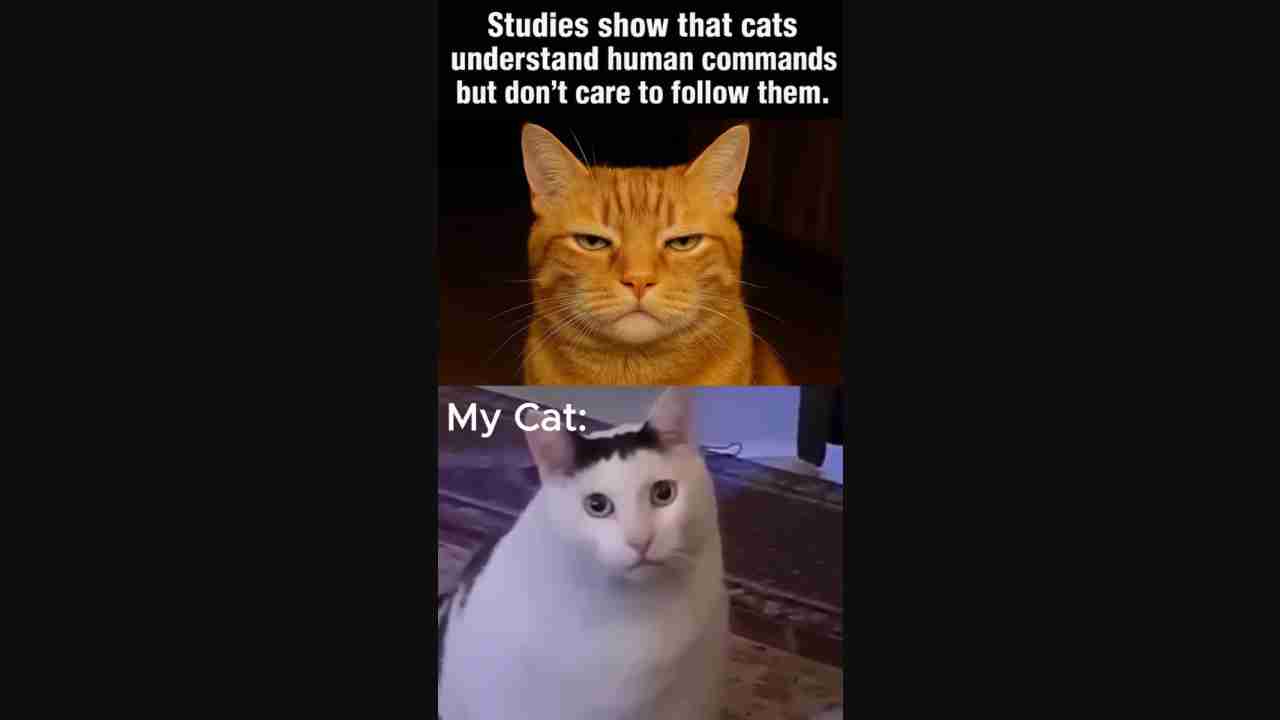 Studies show that cats
understand human commands
but don't care to follow them.
My Cat: